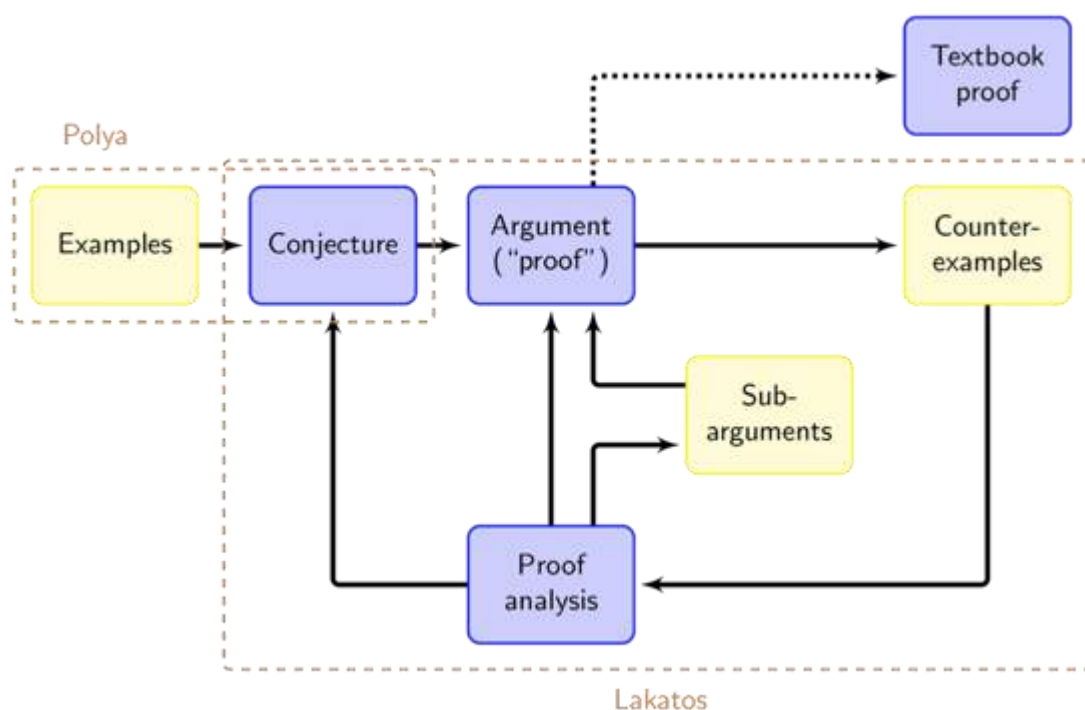 Textbook
proof
Polya
Examples
Conjecture
Argument
(“proof”)
Counter-
examples
Sub-
arguments
Proof
analysis
Lakatos